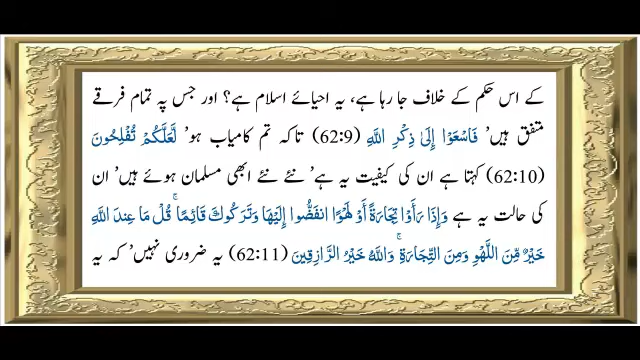 کے اس حکم کے خلاف جا رہا ہے، یہ احیائے اسلام ہے؟ اور جس پہ تمام فرقے
متفق ہیں’ فَاسْعَوْا إِلَىٰ ذِكْرِ اللَّهِ (62:9) تاکہ تم کامیاب ہو’ لَّعَلَّكُمْ تُفْلِحُونَ
(62:10) کہتا ہے ان کی کیفیت یہ ہے’ نئے نئے ابھی مسلمان ہوئے ہیں’ ان
کی حالت یہ ہے وَإِذَا رَأَوْا تِجَارَةً أَوْ لَهْوًا انفَضُّوا إِلَيْهَا وَتَرَكُوكَ قَائِمًا ۚ قُلْ مَا عِندَ اللَّهِ
خَيْرٌ مِّنَ اللَّهْوِ وَمِنَ التِّجَارَةِ ۚ وَاللَّهُ خَيْرُ الرَّازِقِينَ (62:11) یہ ضروری نہیں’ کہ یہ